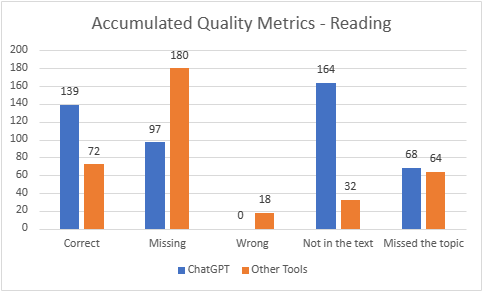 Accumulated Quality Metrics - Reading
200
180
160
140
120
100
80
60
40
20
0
139
72
97
180
0
18
164
32
68
64
Correct
Missing
Wrong
Not in the text
Missed the topic
ChatGPT
Other Tools